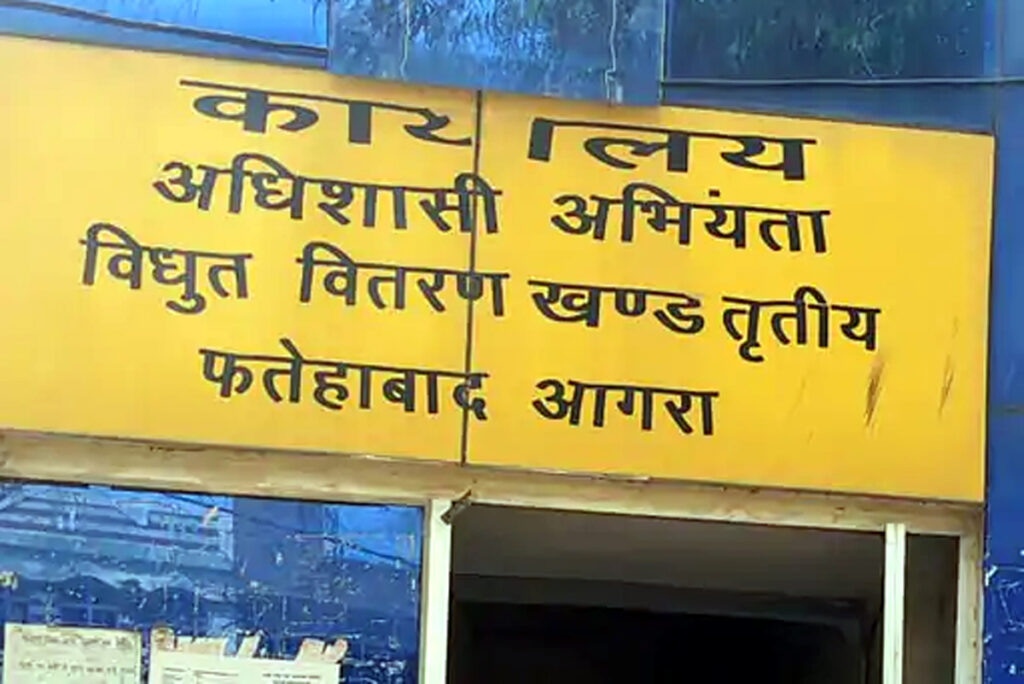 कार ालय
अधिशासी अभियंता
विधुत वितरण खण्ड तृतीय
फतेहाबाद आगरा